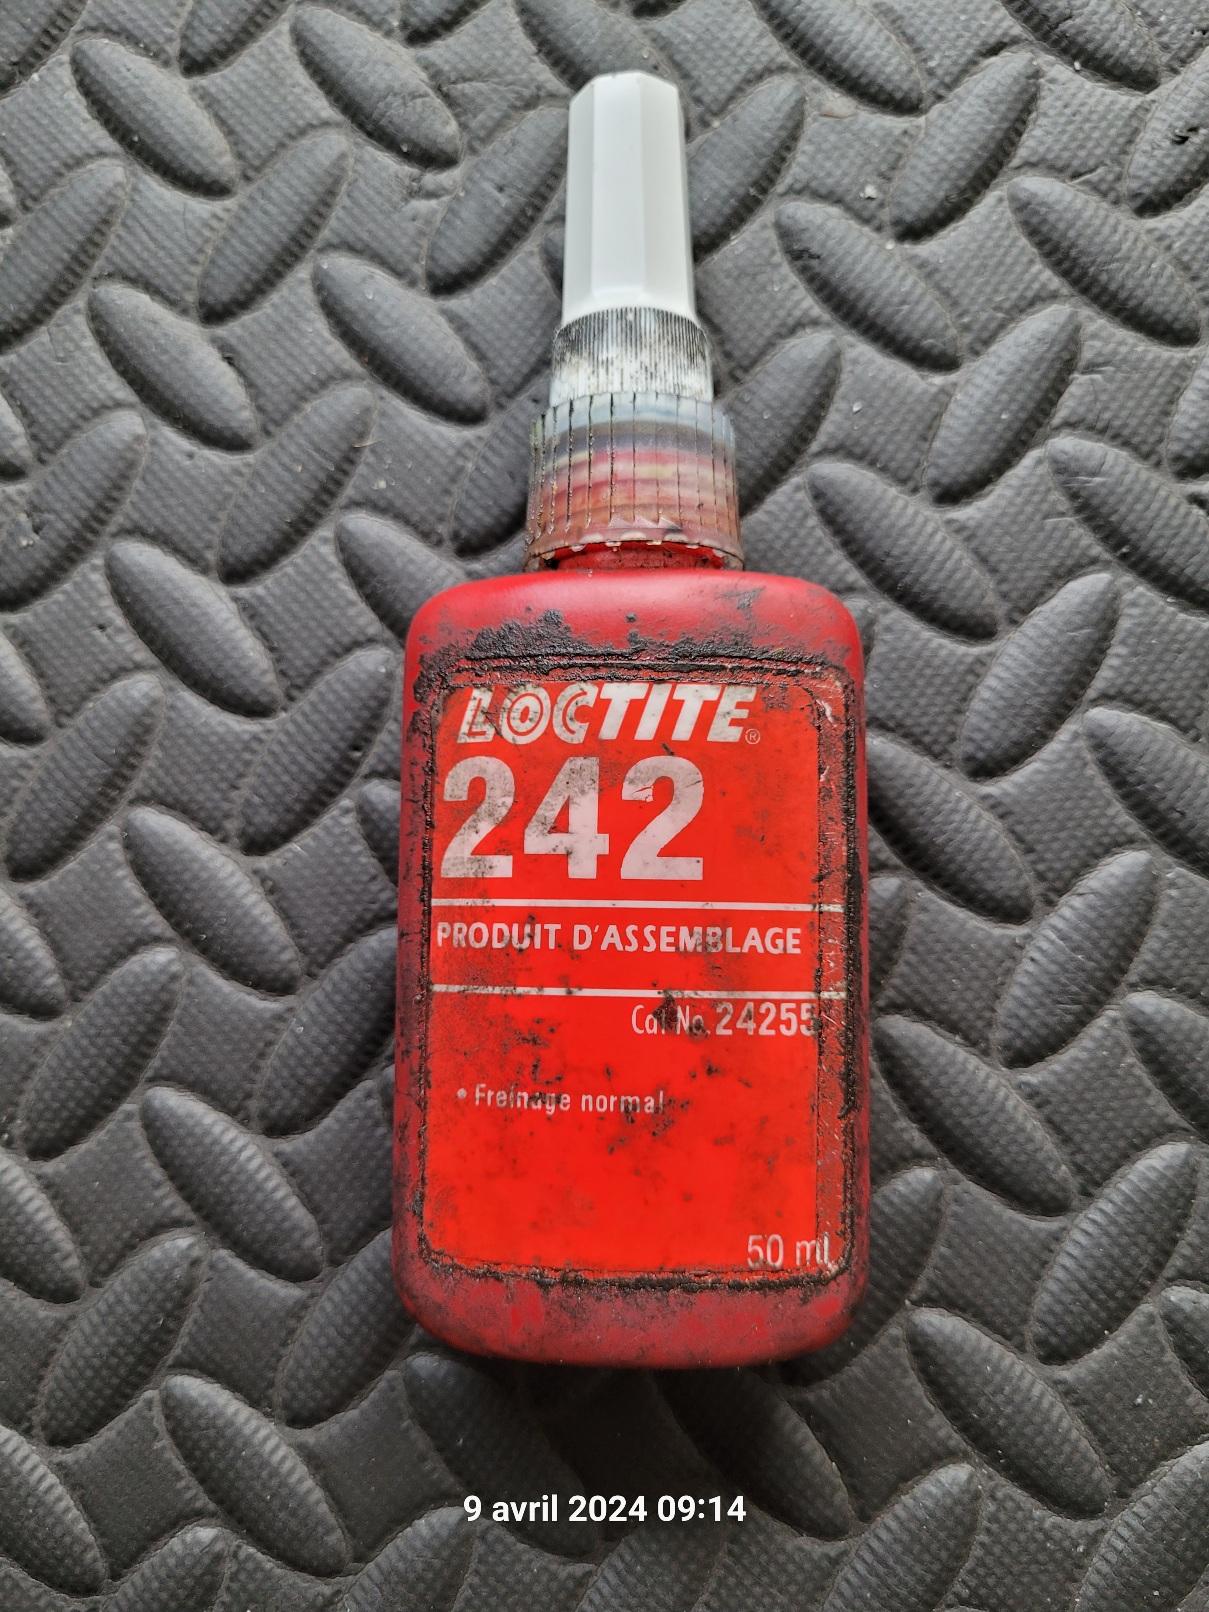 LOCTITE®
242
PRODUIT D'ASSEMBLAGE
Cat No. 24255
• Freinage normal
50 ml
9 avril 2024 09:14